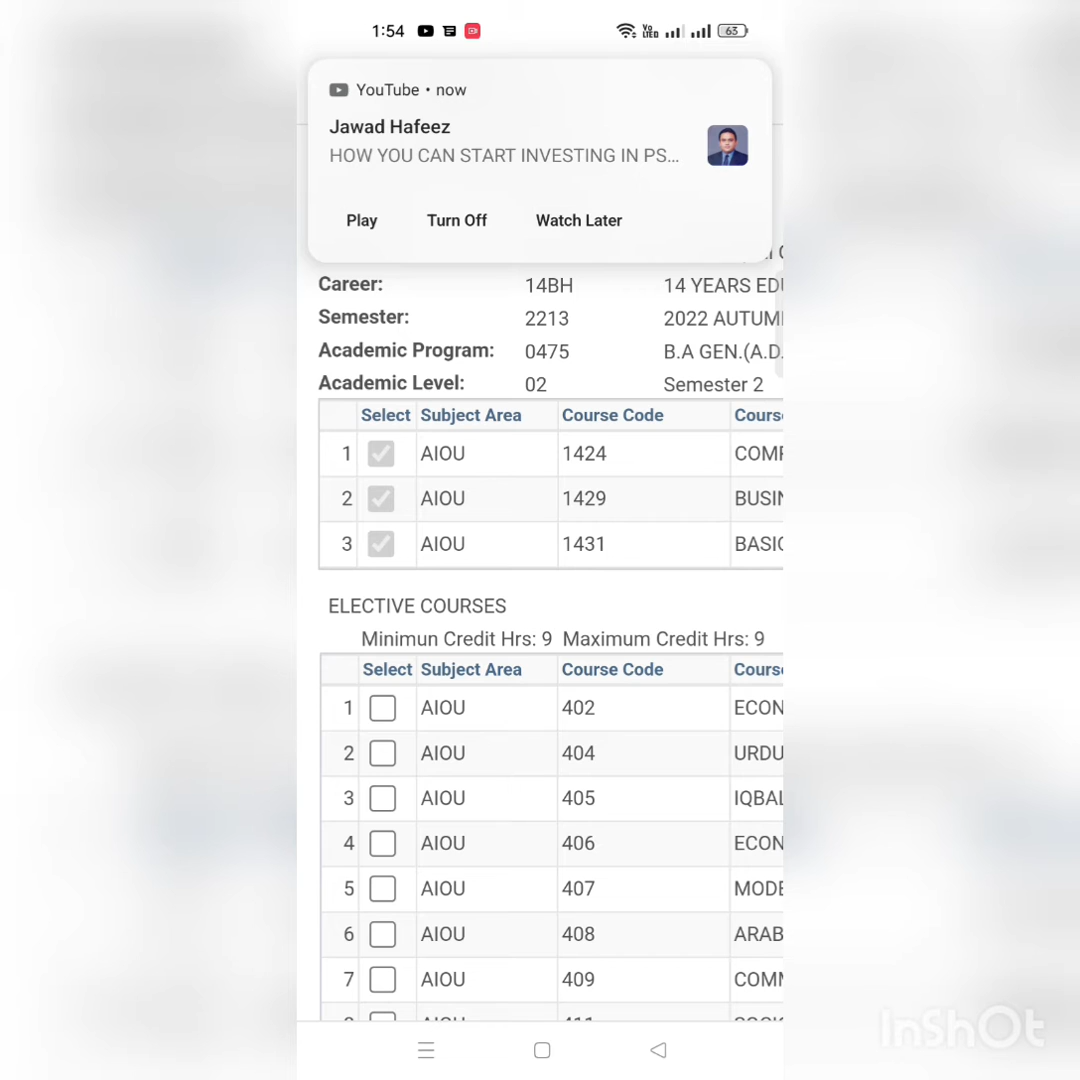 1:54 Vo LTED 63
YouTube • now
Jawad Hafeez
HOW YOU CAN START INVESTING IN PS...
Play Turn Off Watch Later
Career: 14BH 14 YEARS EDU
Semester: 2213 2022 AUTUM
Academic Program: 0475 B.A GEN.(A.D.
Academic Level: 02 Semester 2
Select Subject Area Course Code Cours
1 AIOU 1424 COM
2 AIOU 1429 BUSIN
3 AIOU 1431 BASIC
ELECTIVE COURSES
Minimun Credit Hrs: 9 Maximum Credit Hrs: 9
Select Subject Area Course Code Cours
1 AIOU 402 ECON
2 AIOU 404 URDU
3 AIOU 405 IQBAL
4 AIOU 406 ECON
5 AIOU 407 MODE
6 AIOU 408 ARAB
7 AIOU 409 COM
InShOt